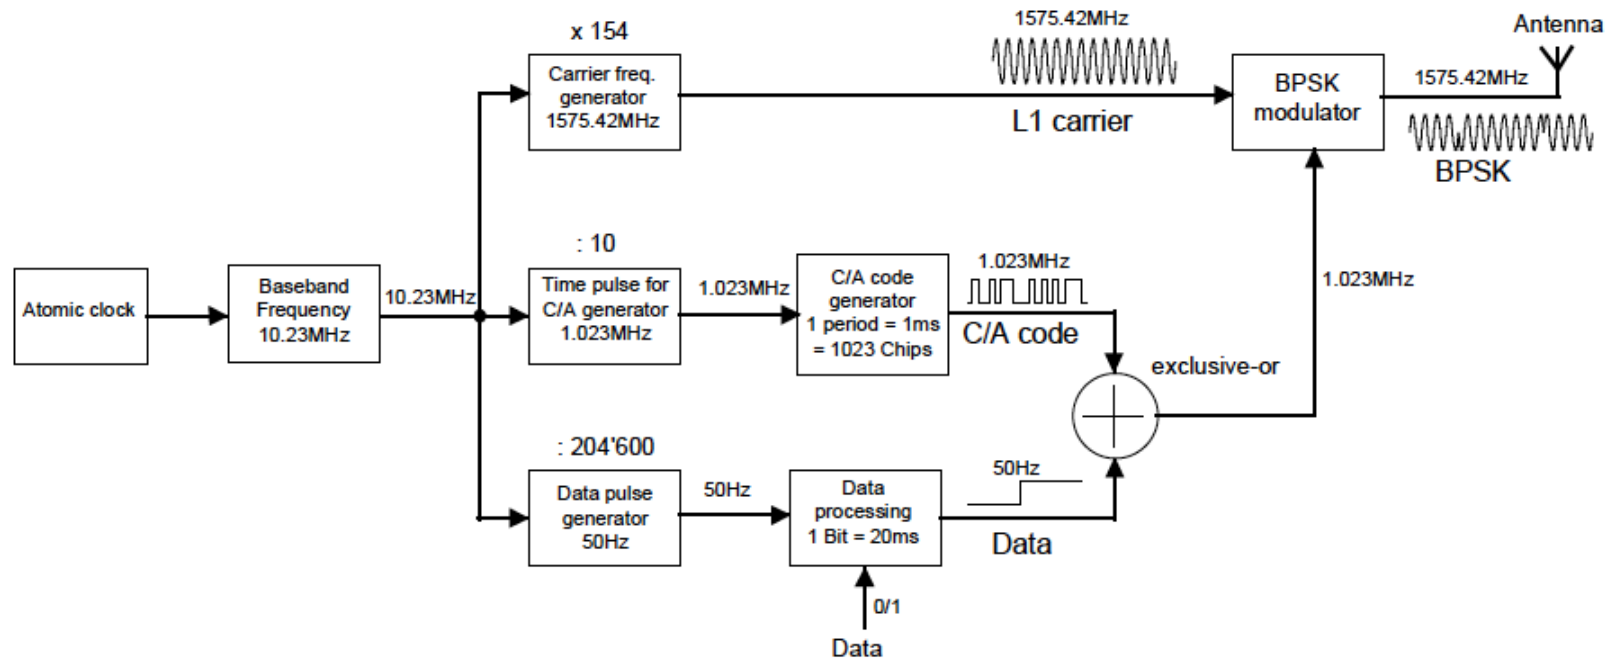 x 154
Carrier freq.
generator
1575.42MHz
1575.42MHz
L1 carrier
BPSK
modulator
Antenna
1575.42MHz
BPSK
Atomic clock
Baseband
Frequency
10.23MHz
10.23MHz
: 10
Time pulse for
C/A generator
1.023MHz
1.023MHz
C/A code
generator
1 period = 1ms
= 1023 Chips
1.023MHz
C/A code
exclusive-or
1.023MHz
: 204'600
Data pulse
generator
50Hz
50Hz
Data
processing
1 Bit = 20ms
50Hz
Data
0/1
Data